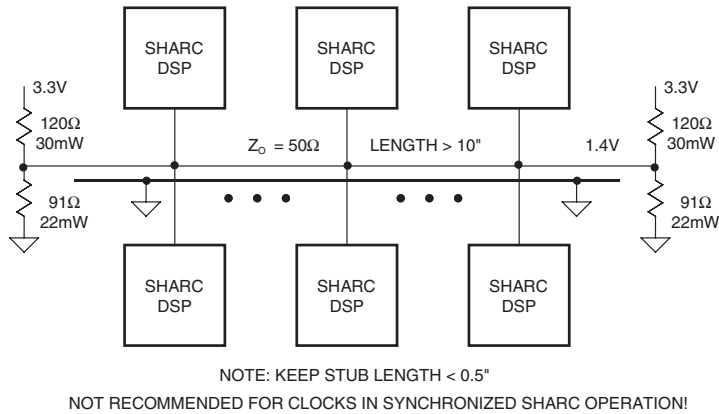 SHARC
DSP
SHARC
DSP
SHARC
DSP
3.3V
120Ω
30mW
3.3V
120Ω
30mW
Z₀ = 50Ω
LENGTH > 10"
1.4V
91Ω
22mW
91Ω
22mW
SHARC
DSP
SHARC
DSP
SHARC
DSP
NOTE: KEEP STUB LENGTH < 0.5"
NOT RECOMMENDED FOR CLOCKS IN SYNCHRONIZED SHARC OPERATION!